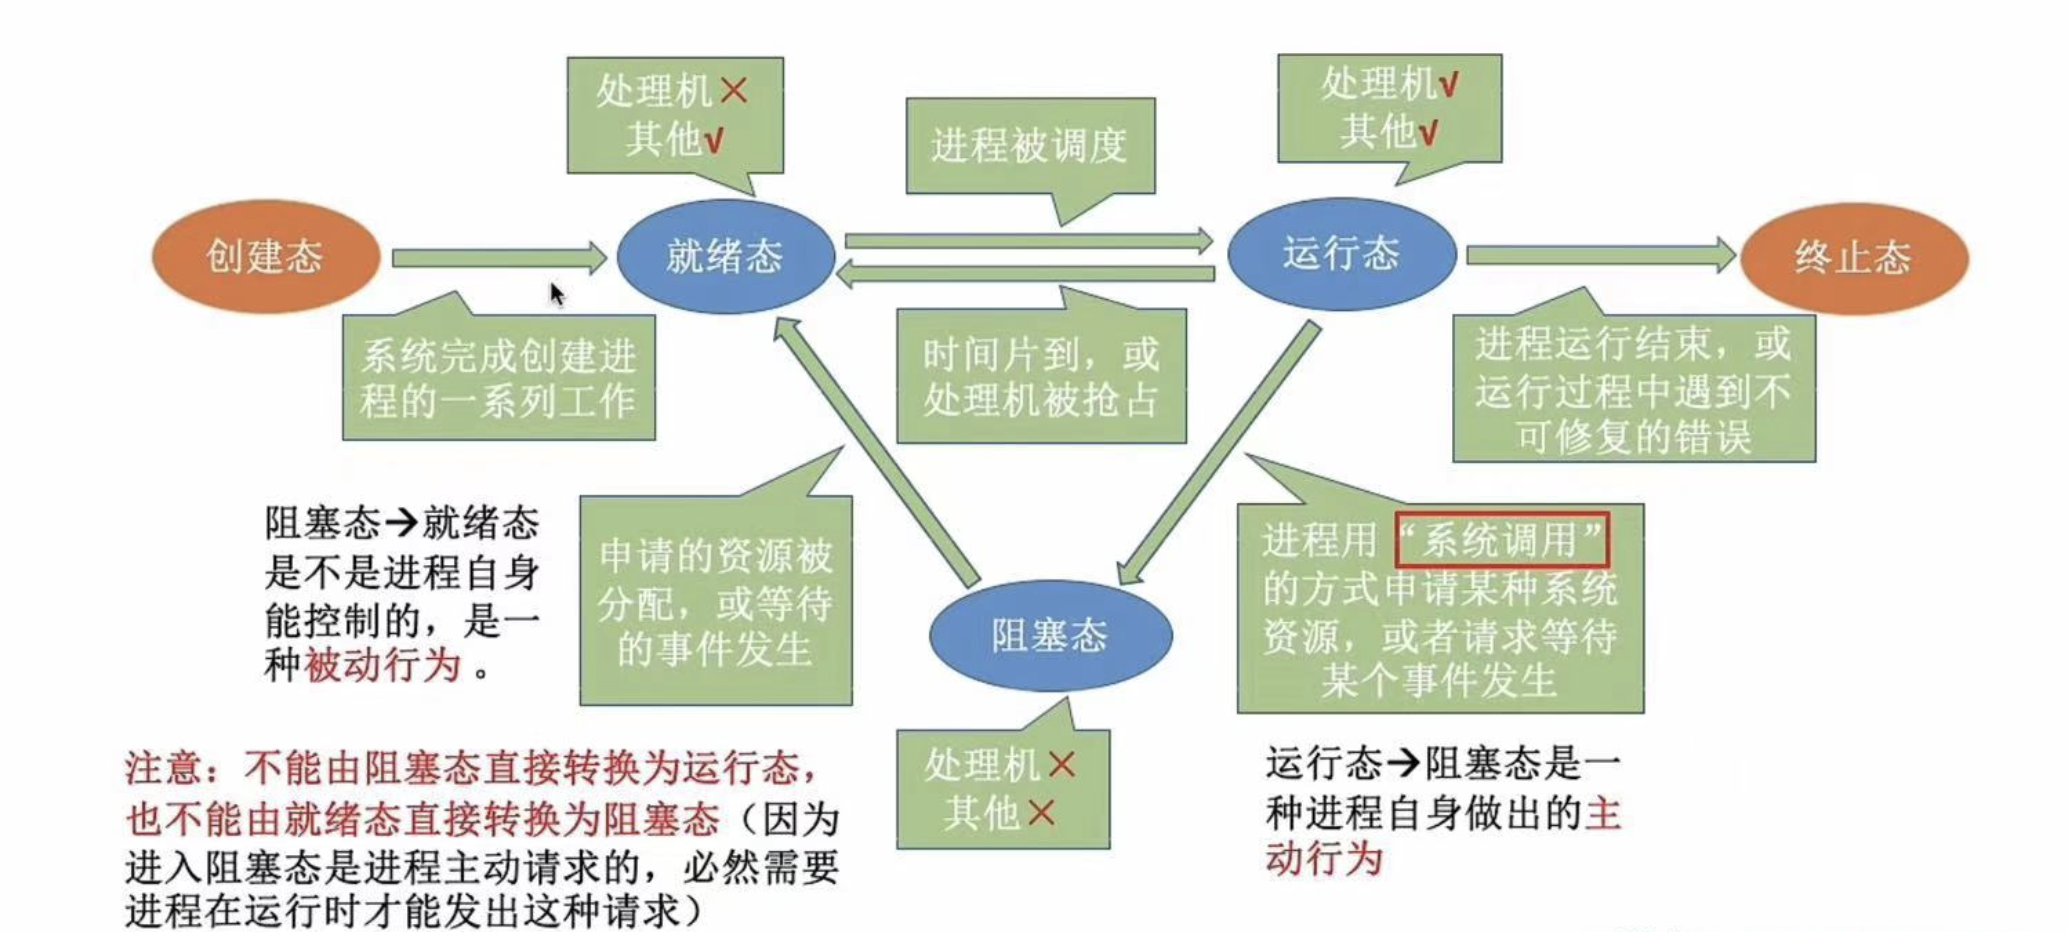 处理机×
其他√
进程被调度
处理机√
其他√
创建态
就绪态
运行态
终止态
系统完成创建进
程的一系列工作
时间片到，或
处理机被抢占
进程运行结束，或
运行过程中遇到不
可修复的错误
阻塞态→就绪态
是不是进程自身
能控制的，是一
种被动行为 。
申请的资源被
分配，或等待
的事件发生
阻塞态
进程用“系统调用”
的方式申请某种系统
资源，或者请求等待
某个事件发生
处理机×
其他×
运行态→阻塞态是一
种进程自身做出的主
动行为
注意：不能由阻塞态直接转换为运行态，
也不能由就绪态直接转换为阻塞态（因为
进入阻塞态是进程主动请求的，必然需要
进程在运行时才能发出这种请求）